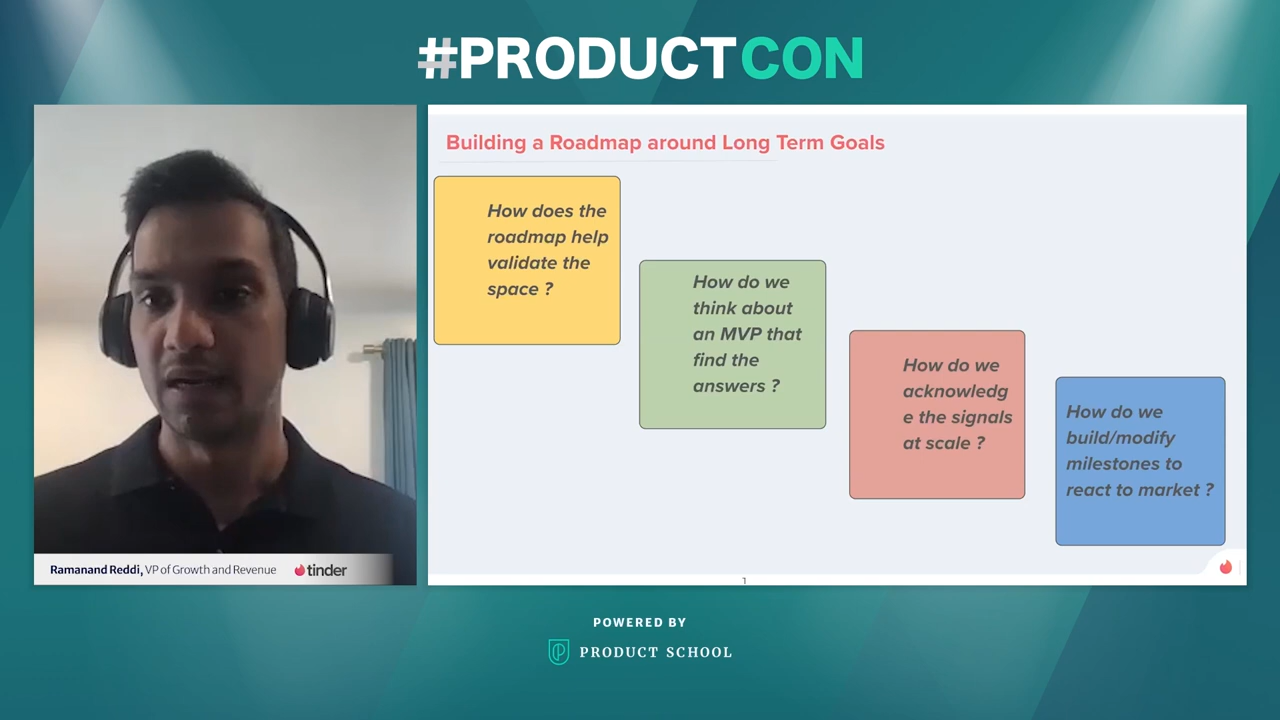 #PRODUCTCON
Building a Roadmap around Long Term Goals
How does the
roadmap help
validate the
space ?
How do we
think about
an MVP that
find the
answers ?
How do we
acknowledg
e the signals
at scale ?
How do we
build/modify
milestones to
react to market ?
Ramanand Reddi, VP of Growth and Revenue
tinder
1
POWERED BY
PRODUCT SCHOOL